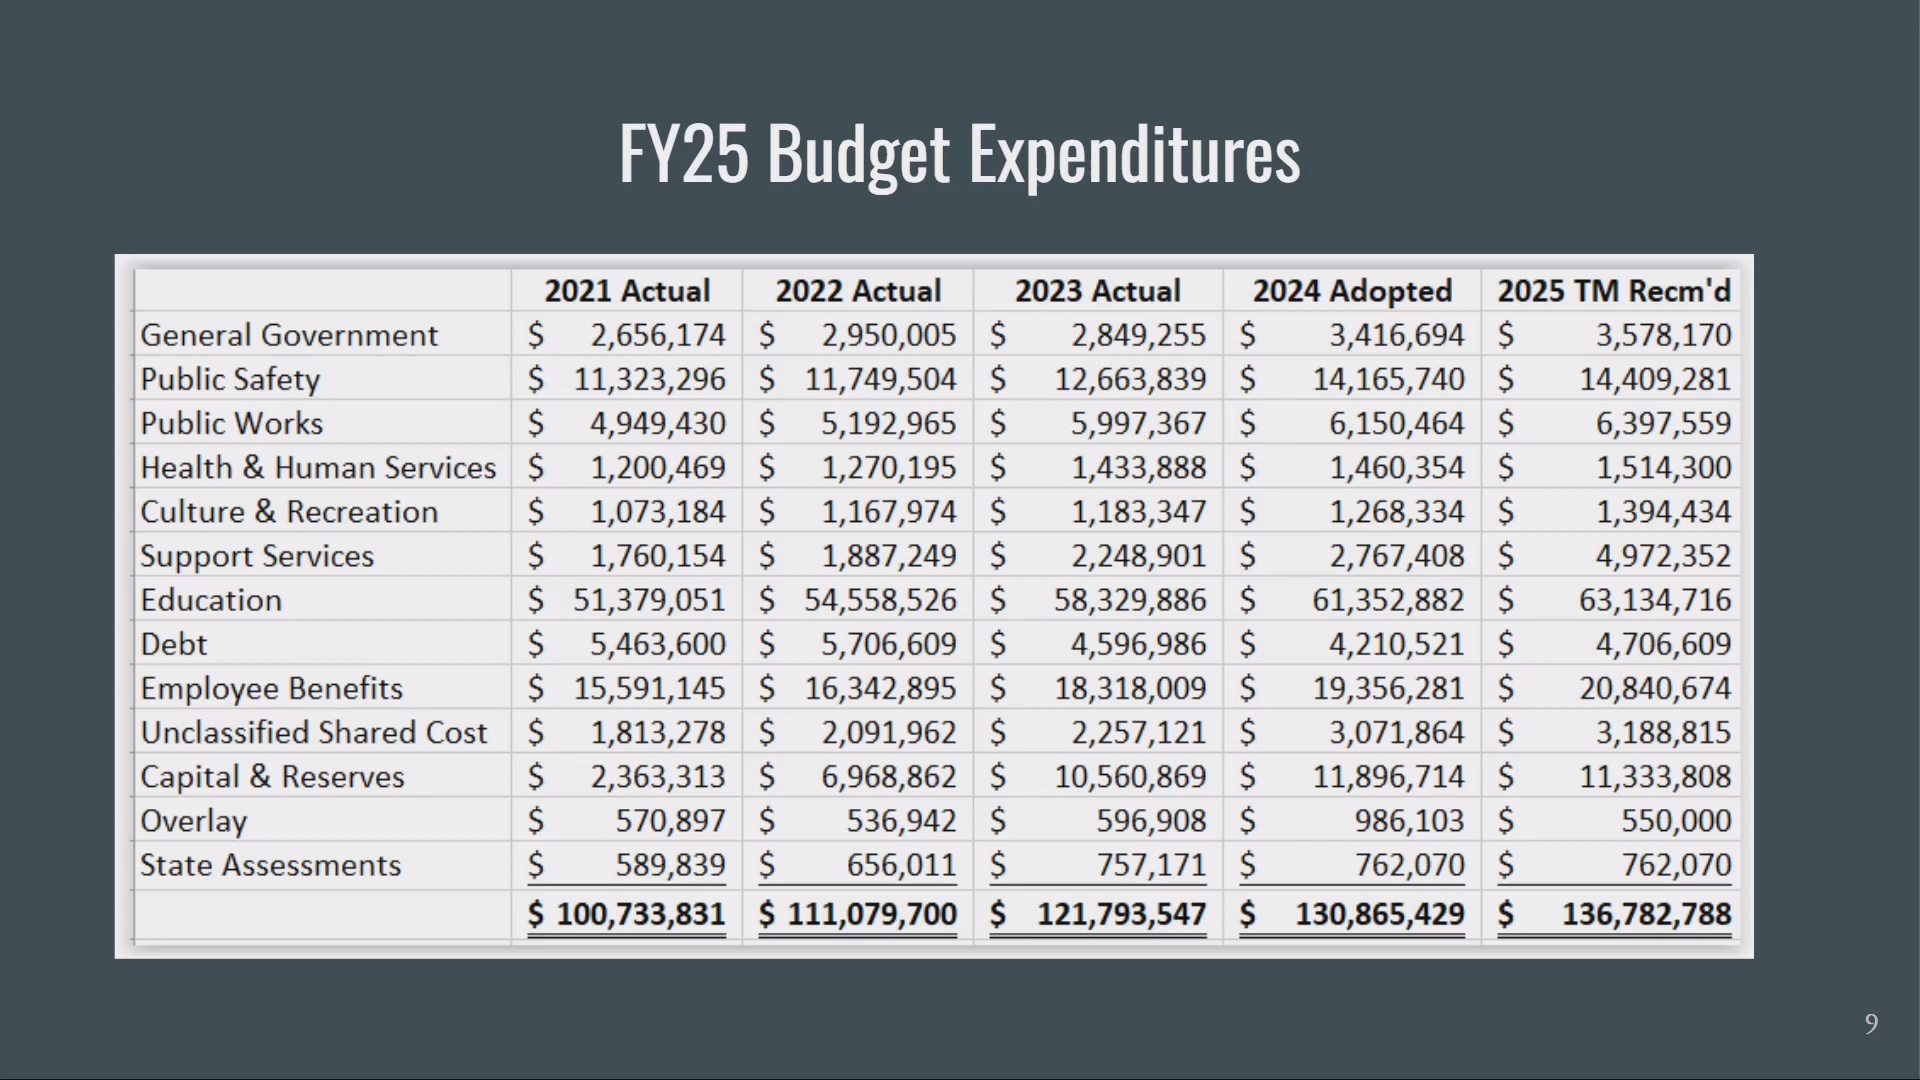 FY25 Budget Expenditures
2021 Actual 2022 Actual 2023 Actual 2024 Adopted 2025 TM Recm'd
General Government $ 2,656,174 $ 2,950,005 $ 2,849,255 $ 3,416,694 $ 3,578,170
Public Safety $ 11,323,296 $ 11,749,504 $ 12,663,839 $ 14,165,740 $ 14,409,281
Public Works $ 4,949,430 $ 5,192,965 $ 5,997,367 $ 6,150,464 $ 6,397,559
Health & Human Services $ 1,200,469 $ 1,270,195 $ 1,433,888 $ 1,460,354 $ 1,514,300
Culture & Recreation $ 1,073,184 $ 1,167,974 $ 1,183,347 $ 1,268,334 $ 1,394,434
Support Services $ 1,760,154 $ 1,887,249 $ 2,248,901 $ 2,767,408 $ 4,972,352
Education $ 51,379,051 $ 54,558,526 $ 58,329,886 $ 61,352,882 $ 63,134,716
Debt $ 5,463,600 $ 5,706,609 $ 4,596,986 $ 4,210,521 $ 4,706,609
Employee Benefits $ 15,591,145 $ 16,342,895 $ 18,318,009 $ 19,356,281 $ 20,840,674
Unclassified Shared Cost $ 1,813,278 $ 2,091,962 $ 2,257,121 $ 3,071,864 $ 3,188,815
Capital & Reserves $ 2,363,313 $ 6,968,862 $ 10,560,869 $ 11,896,714 $ 11,333,808
Overlay $ 570,897 $ 536,942 $ 596,908 $ 986,103 $ 550,000
State Assessments $ 589,839 $ 656,011 $ 757,171 $ 762,070 $ 762,070
$ 100,733,831 $ 111,079,700 $ 121,793,547 $ 130,865,429 $ 136,782,788
9